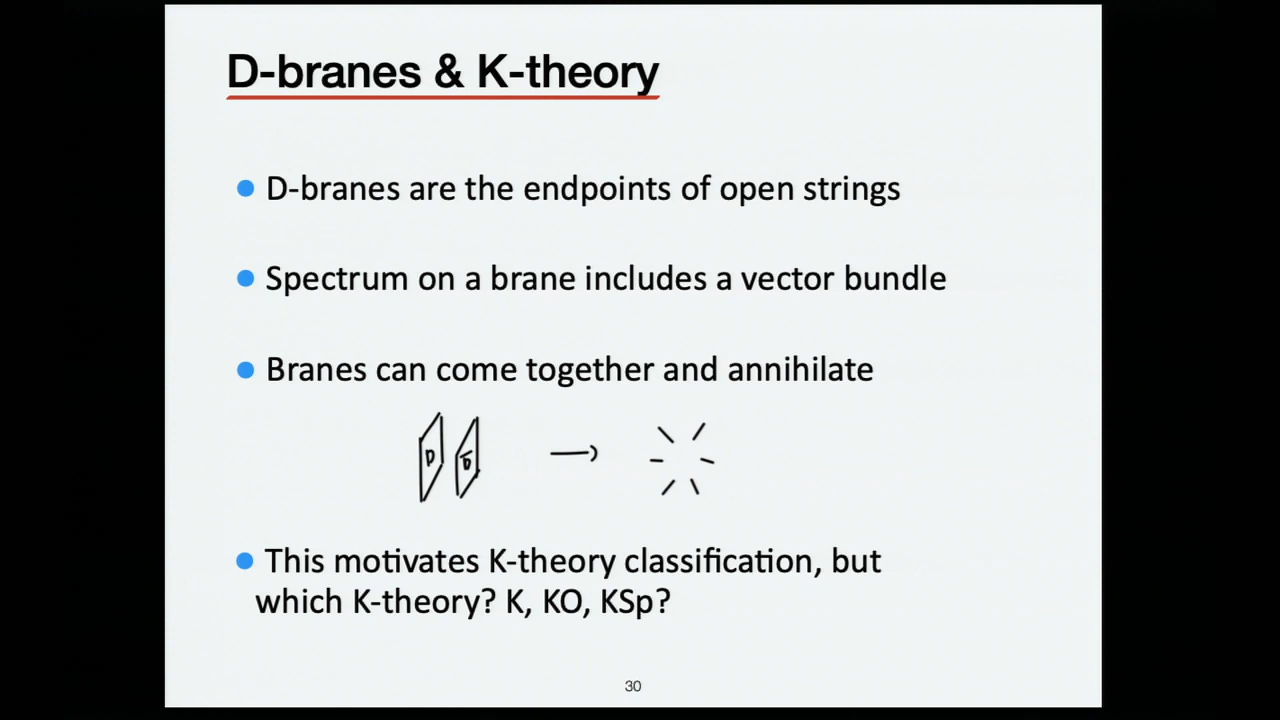 D-branes & K-theory
D-branes are the endpoints of open strings
Spectrum on a brane includes a vector bundle
Branes can come together and annihilate
D D̅
This motivates K-theory classification, but
which K-theory? K, KO, KSp?
30